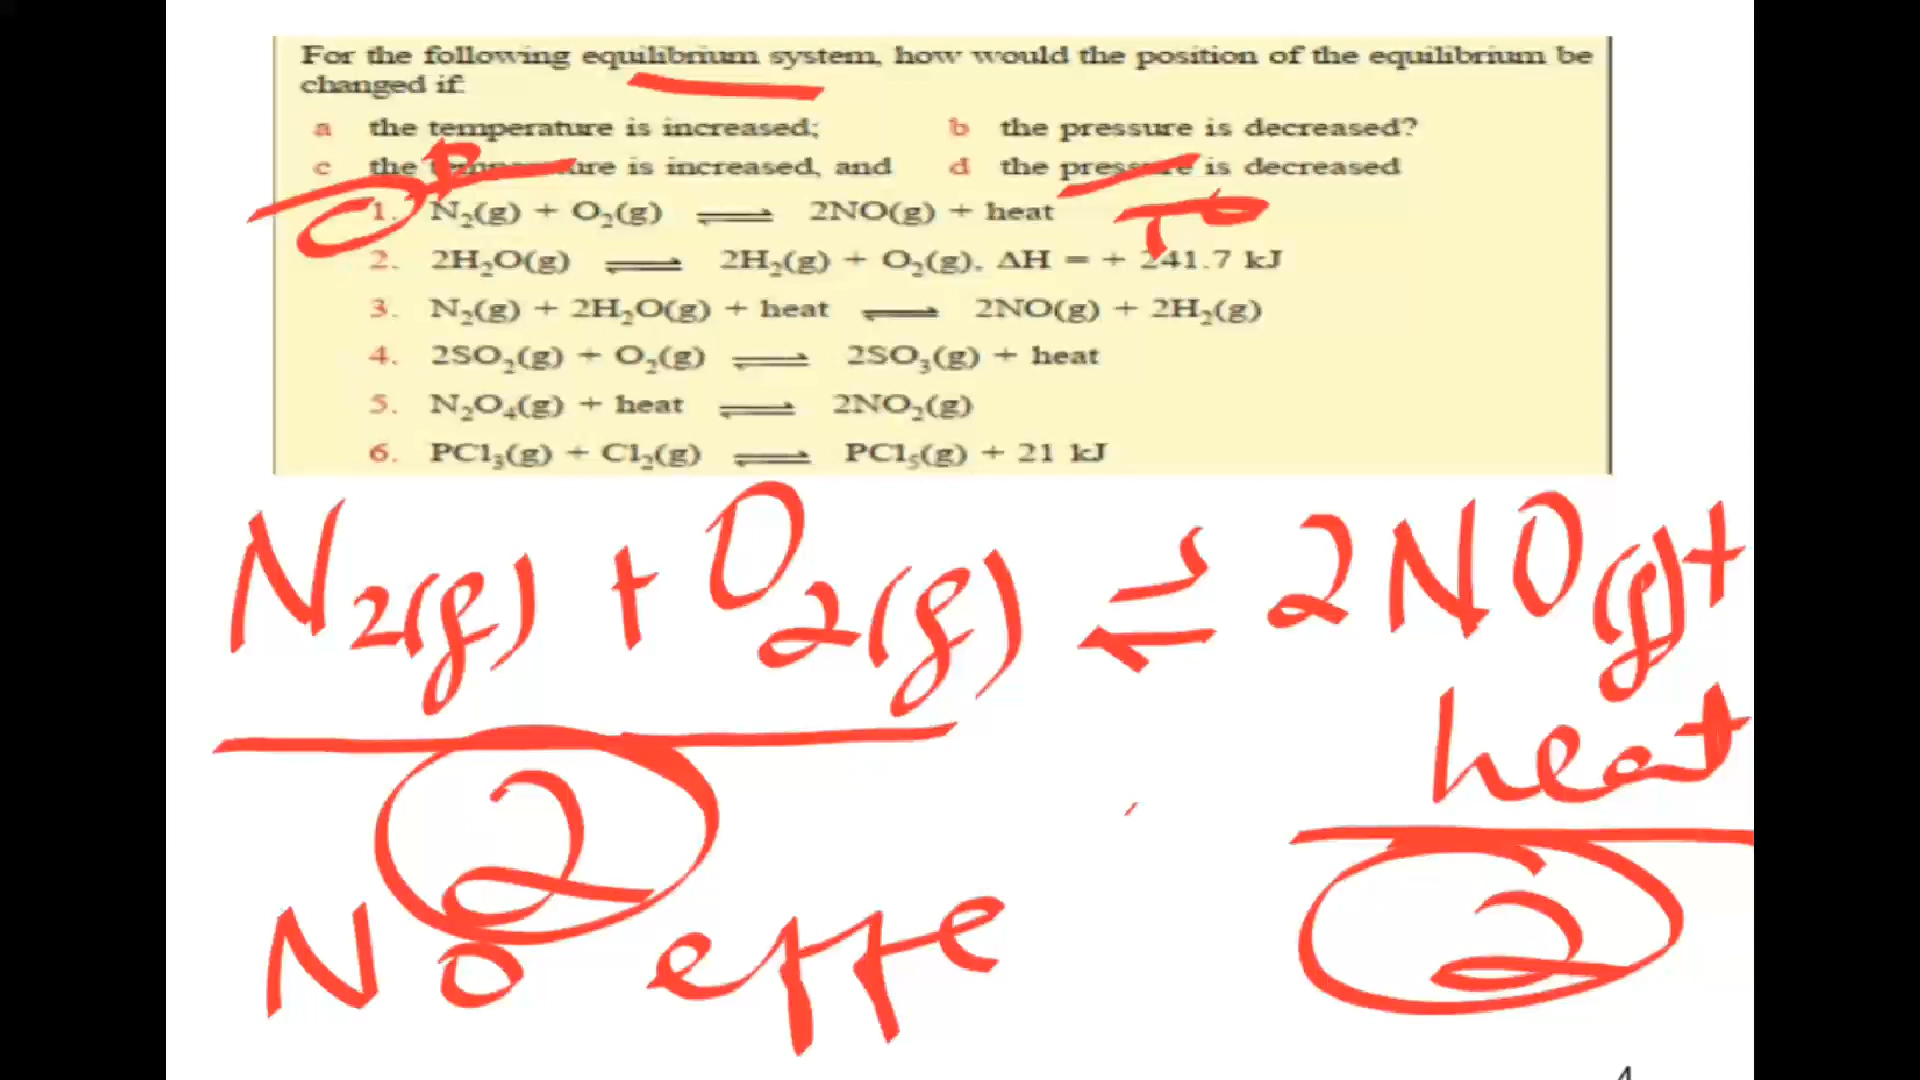 For the following equilibrium system, how would the position of the equilibrium be
changed if:
a the temperature is increased; b the pressure is decreased?
c the is increased, and d the pressure is decreased
P
T
1. N₂(g) + O₂(g) ⇌ 2NO(g) + heat
2. 2H₂O(g) ⇌ 2H₂(g) + O₂(g), ΔH = + 241.7 kJ
3. N₂(g) + 2H₂O(g) + heat ⇌ 2NO(g) + 2H₂(g)
4. 2SO₂(g) + O₂(g) ⇌ 2SO₃(g) + heat
5. N₂O₄(g) + heat ⇌ 2NO₂(g)
6. PCl₃(g) + Cl₂(g) ⇌ PCl₅(g) + 21 kJ
N₂(g) + O₂(g) ⇌ 2NO(g) +
heat
2 2
No effe
4